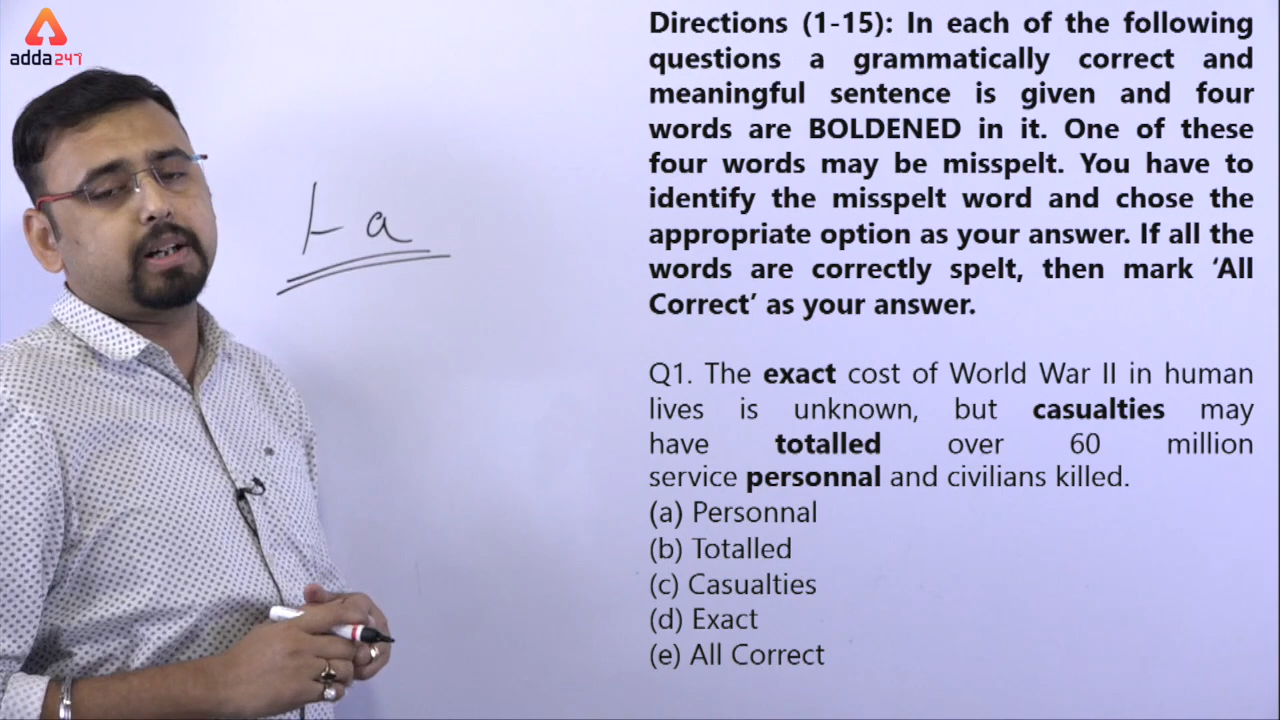 adda247
1-a
Directions (1-15): In each of the following
questions a grammatically correct and
meaningful sentence is given and four
words are BOLDENED in it. One of these
four words may be misspelt. You have to
identify the misspelt word and chose the
appropriate option as your answer. If all the
words are correctly spelt, then mark ‘All
Correct’ as your answer.
Q1. The exact cost of World War II in human
lives is unknown, but casualties may
have totalled over 60 million
service personnal and civilians killed.
(a) Personnal
(b) Totalled
(c) Casualties
(d) Exact
(e) All Correct